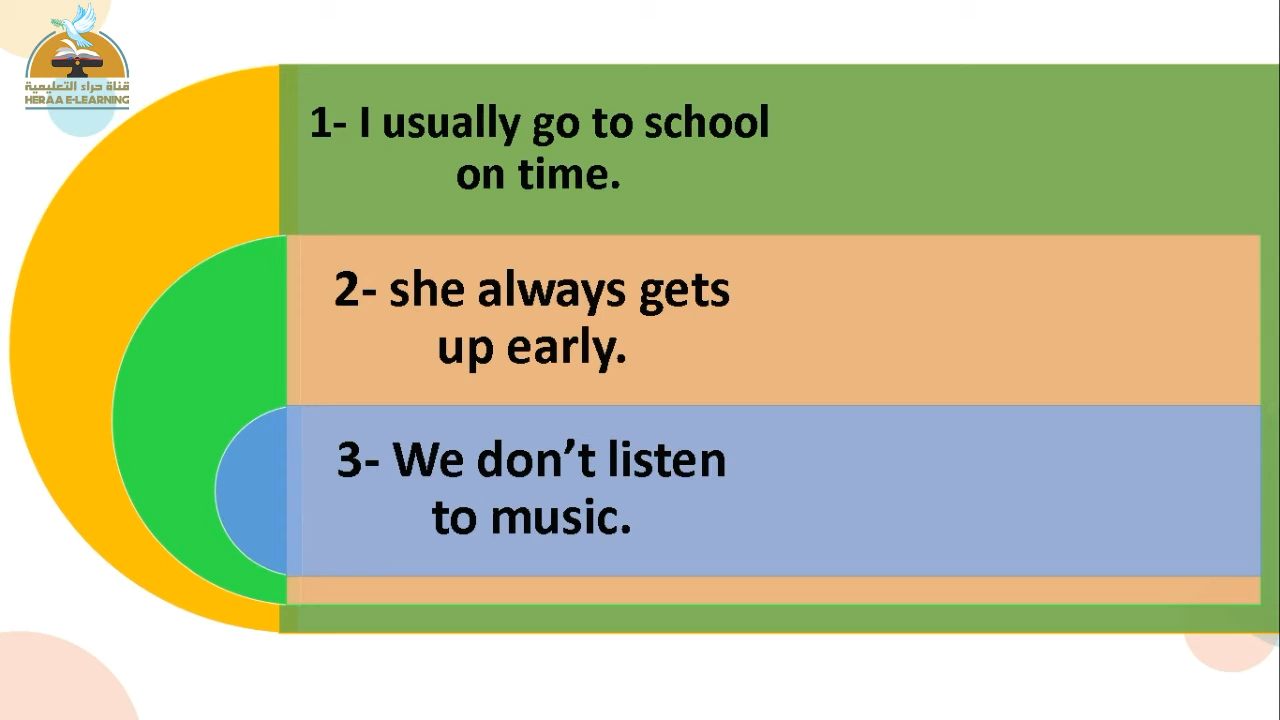 قناة حراء التعليمية
HERAA E-LEARNING
1- I usually go to school
on time.
2- she always gets
up early.
3- We don’t listen
to music.